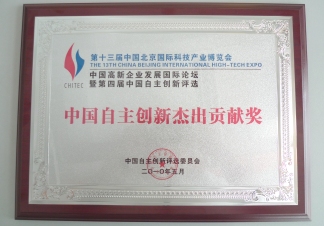 第十三届中国北京国际科技产业博览会
THE 13TH CHINA BEIJING INTERNATIONAL HIGH-TECH EXPO
CHITEC
中国高新企业发展国际论坛
暨第四届中国自主创新评选
中国自主创新杰出贡献奖
中国自主创新评选委员会
二〇一〇年五月